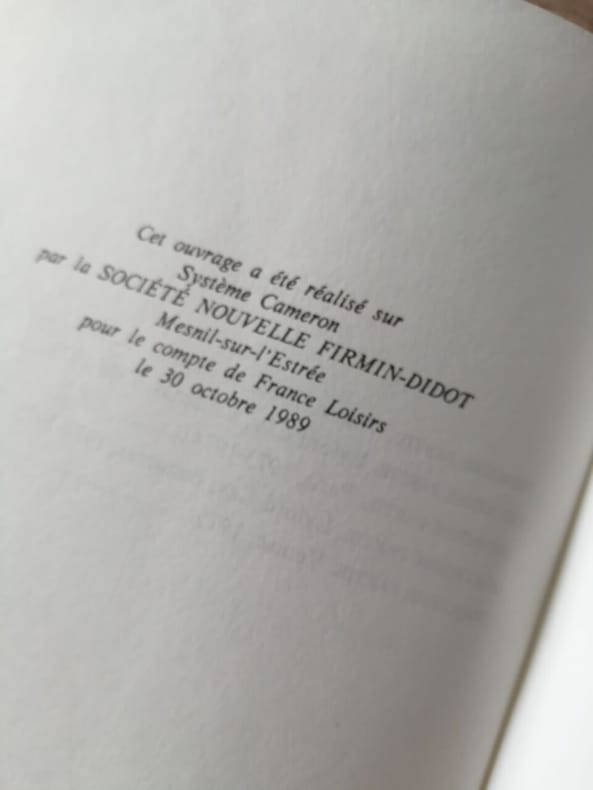 Cet ouvrage a été réalisé sur
Système Cameron
par la SOCIÉTÉ NOUVELLE FIRMIN-DIDOT
Mesnil-sur-l'Estrée
pour le compte de France Loisirs
le 30 octobre 1989